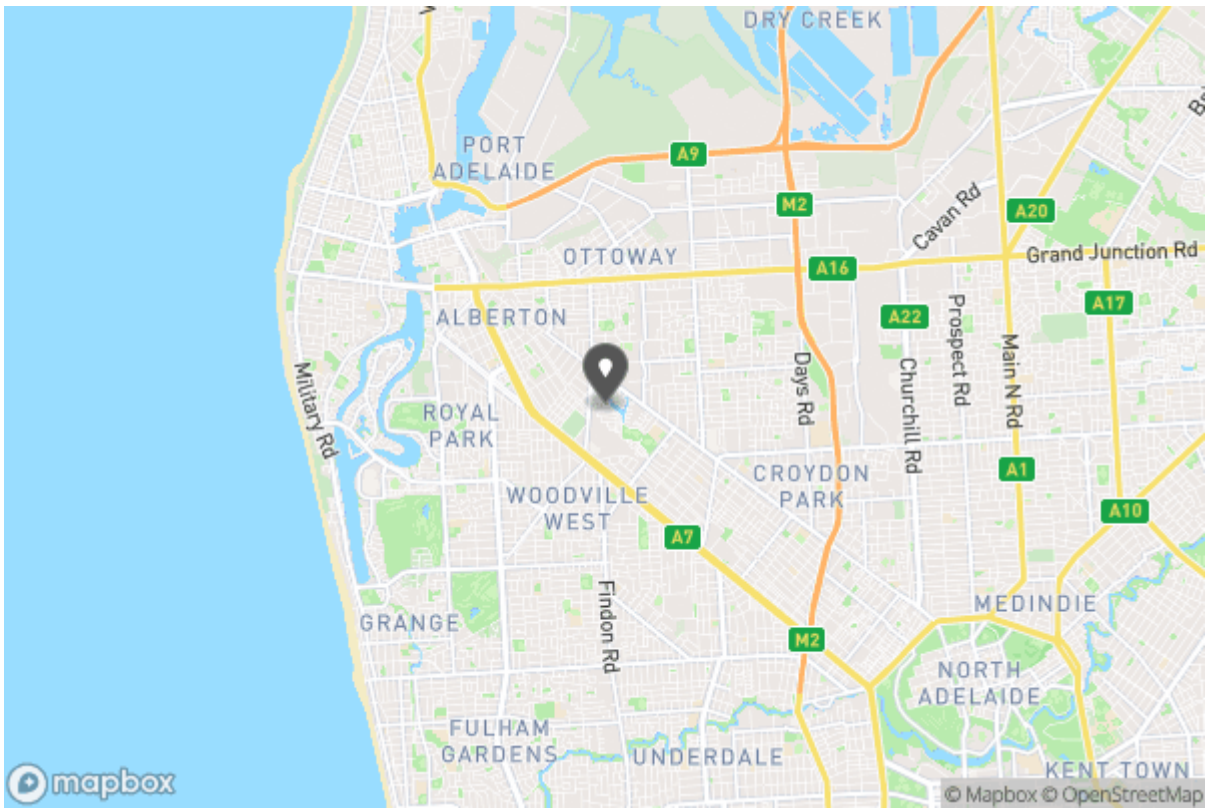 DRY CREEK
PORT
ADELAIDE
A9
M2
A20
Cavan Rd
OTTOWAY
A16
Grand Junction Rd
A17
ALBERTON
A22
Prospect Rd
Main N Rd
Military Rd
Days Rd
Churchill Rd
ROYAL
PARK
A1
CROYDON
PARK
WOODVILLE
WEST
A10
A7
Findon Rd
MEDINDIE
GRANGE
M2
NORTH
ADELAIDE
FULHAM
GARDENS
UNDERDALE
KENT TOWN
mapbox
© Mapbox © OpenStreetMap